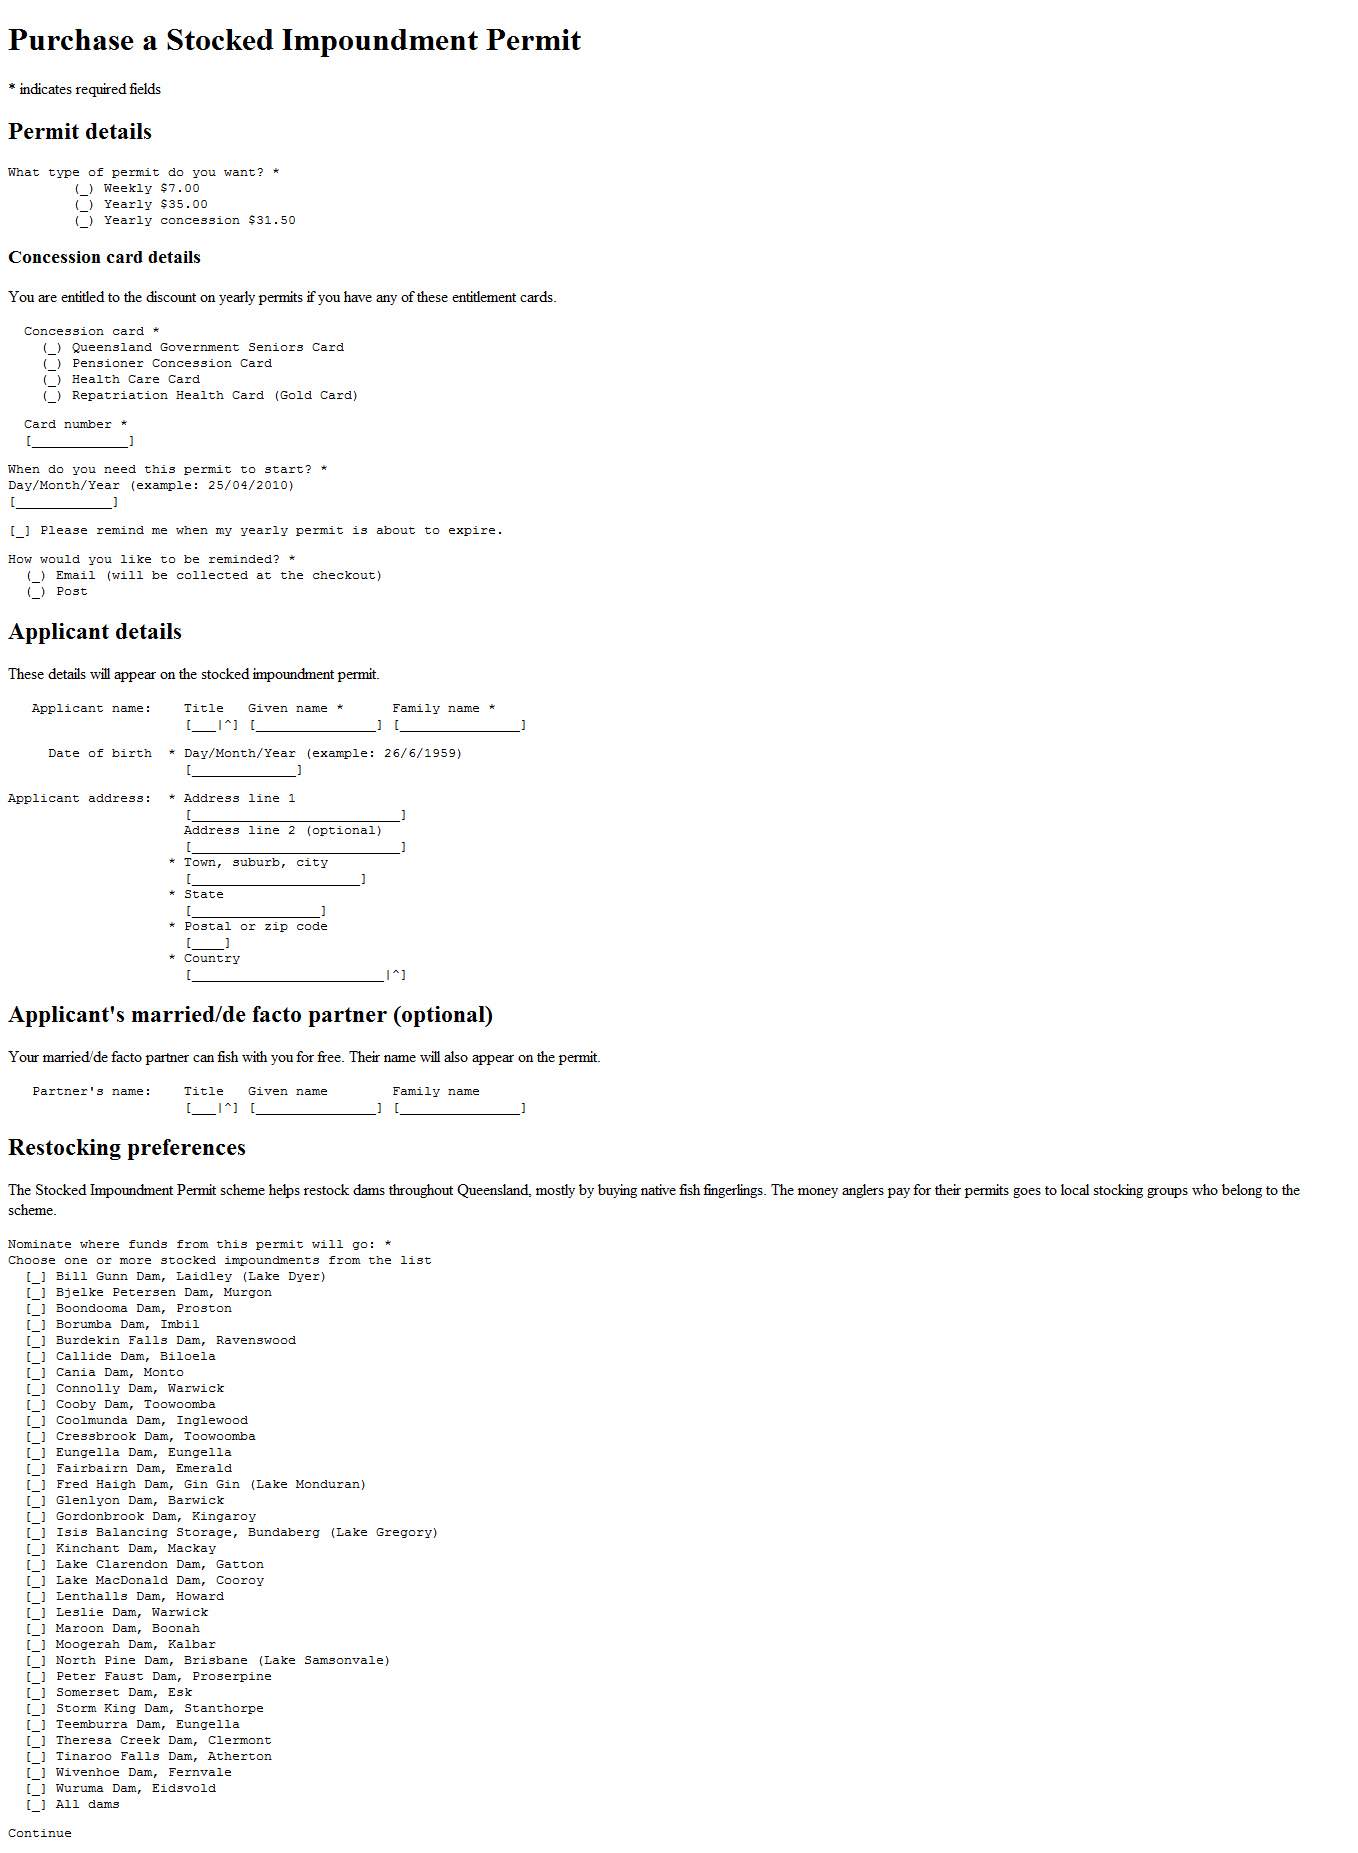 Purchase a Stocked Impoundment Permit
* indicates required fields
Permit details
What type of permit do you want? *
(_) Weekly $7.00
(_) Yearly $35.00
(_) Yearly concession $31.50
Concession card details
You are entitled to the discount on yearly permits if you have any of these entitlement cards.
Concession card *
(_) Queensland Government Seniors Card
(_) Pensioner Concession Card
(_) Health Care Card
(_) Repatriation Health Card (Gold Card)
Card number *
[____________]
When do you need this permit to start? *
Day/Month/Year (example: 25/04/2010)
[____________]
[_] Please remind me when my yearly permit is about to expire.
How would you like to be reminded? *
(_) Email (will be collected at the checkout)
(_) Post
Applicant details
These details will appear on the stocked impoundment permit.
Applicant name: Title Given name * Family name *
[___|^] [_______________] [_______________]
Date of birth * Day/Month/Year (example: 26/6/1959)
[_____________]
Applicant address: * Address line 1
[__________________________]
Address line 2 (optional)
[__________________________]
* Town, suburb, city
[_____________________]
* State
[________________]
* Postal or zip code
[____]
* Country
[________________________|^]
Applicant's married/de facto partner (optional)
Your married/de facto partner can fish with you for free. Their name will also appear on the permit.
Partner's name: Title Given name Family name
[___|^] [_______________] [_______________]
Restocking preferences
The Stocked Impoundment Permit scheme helps restock dams throughout Queensland, mostly by buying native fish fingerlings. The money anglers pay for their permits goes to local stocking groups who belong to the
scheme.
Nominate where funds from this permit will go: *
Choose one or more stocked impoundments from the list
[_] Bill Gunn Dam, Laidley (Lake Dyer)
[_] Bjelke Petersen Dam, Murgon
[_] Boondooma Dam, Proston
[_] Borumba Dam, Imbil
[_] Burdekin Falls Dam, Ravenswood
[_] Callide Dam, Biloela
[_] Cania Dam, Monto
[_] Connolly Dam, Warwick
[_] Cooby Dam, Toowoomba
[_] Coolmunda Dam, Inglewood
[_] Cressbrook Dam, Toowoomba
[_] Eungella Dam, Eungella
[_] Fairbairn Dam, Emerald
[_] Fred Haigh Dam, Gin Gin (Lake Monduran)
[_] Glenlyon Dam, Barwick
[_] Gordonbrook Dam, Kingaroy
[_] Isis Balancing Storage, Bundaberg (Lake Gregory)
[_] Kinchant Dam, Mackay
[_] Lake Clarendon Dam, Gatton
[_] Lake MacDonald Dam, Cooroy
[_] Lenthalls Dam, Howard
[_] Leslie Dam, Warwick
[_] Maroon Dam, Boonah
[_] Moogerah Dam, Kalbar
[_] North Pine Dam, Brisbane (Lake Samsonvale)
[_] Peter Faust Dam, Proserpine
[_] Somerset Dam, Esk
[_] Storm King Dam, Stanthorpe
[_] Teemburra Dam, Eungella
[_] Theresa Creek Dam, Clermont
[_] Tinaroo Falls Dam, Atherton
[_] Wivenhoe Dam, Fernvale
[_] Wuruma Dam, Eidsvold
[_] All dams
Continue